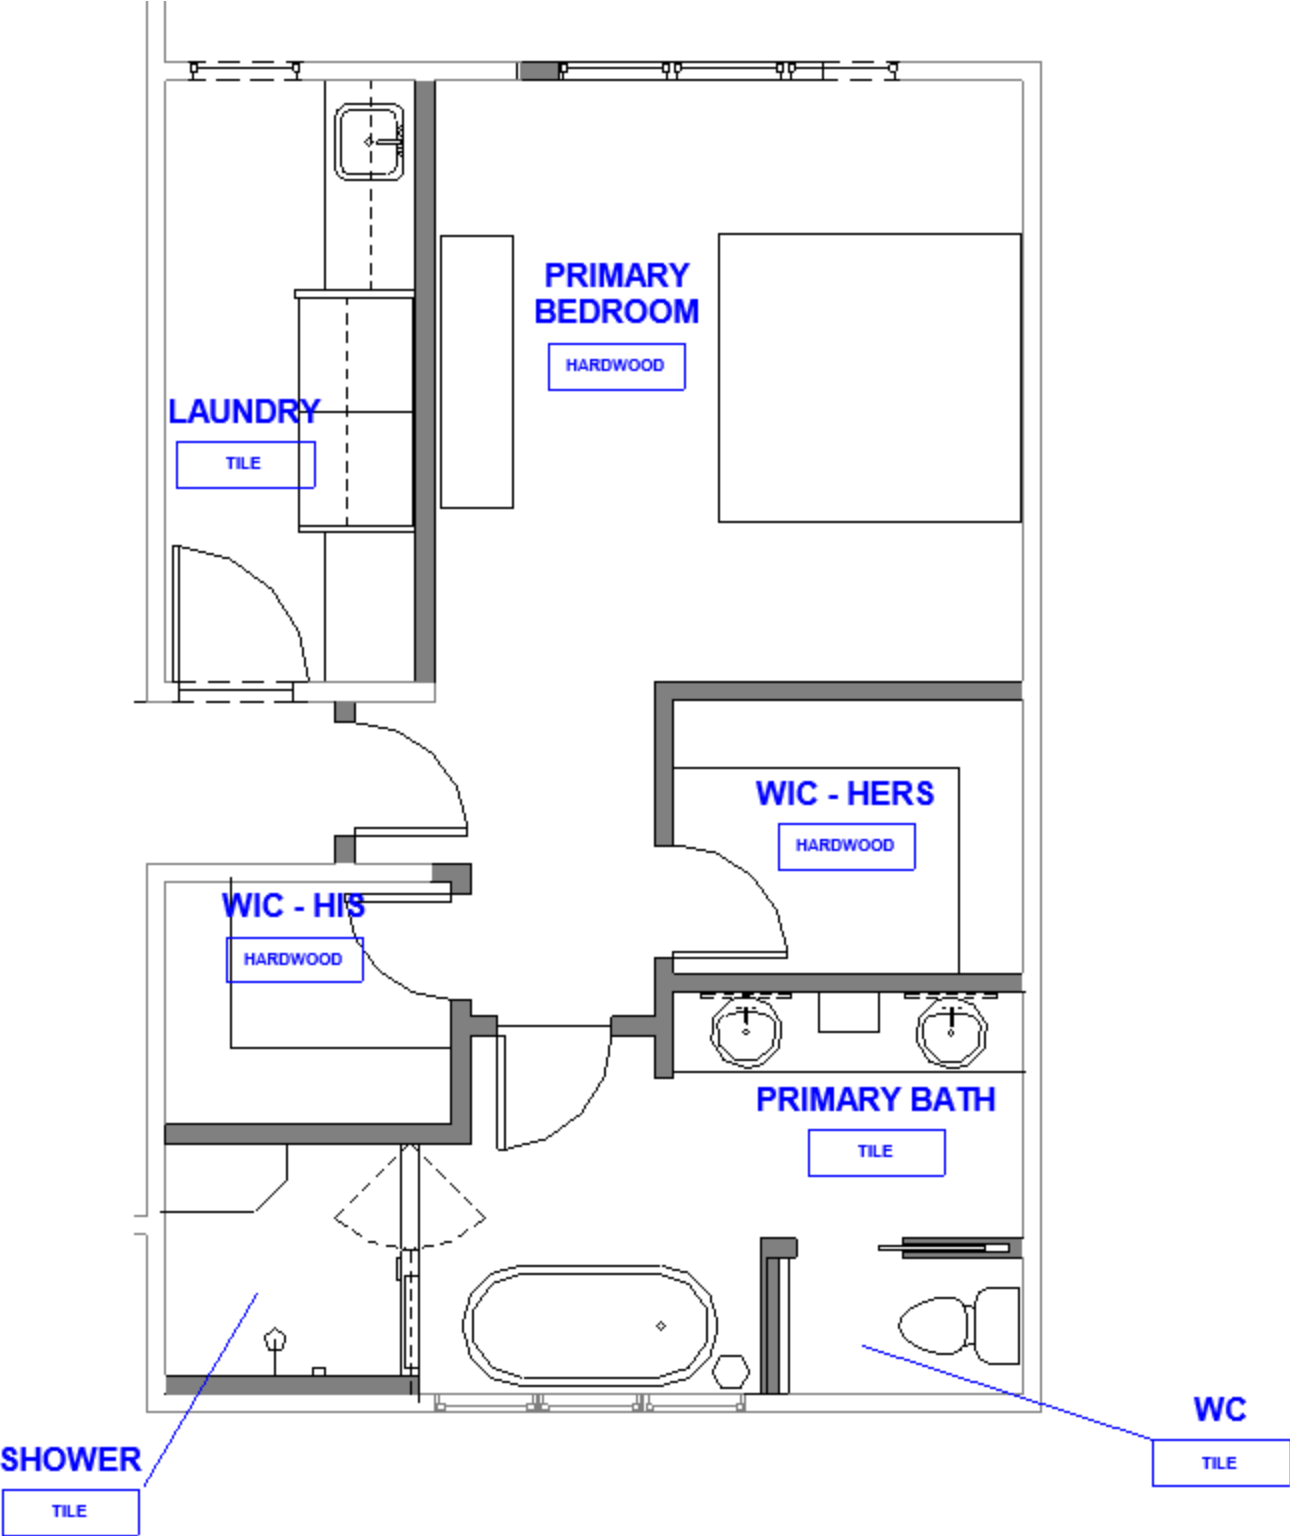 PRIMARY
BEDROOM
HARDWOOD
LAUNDRY
TILE
WIC - HERS
HARDWOOD
WIC - HIS
HARDWOOD
PRIMARY BATH
TILE
WC
TILE
SHOWER
TILE